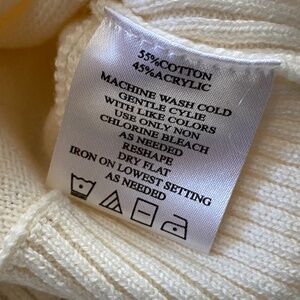 55%COTTON
45%ACRYLIC
MACHINE WASH COLD
GENTLE CYLIE
WITH LIKE COLORS
USE ONLY NON
CHLORINE BLEACH
AS NEEDED
RESHAPE
DRY FLAT
IRON ON LOWEST SETTING
AS NEEDED